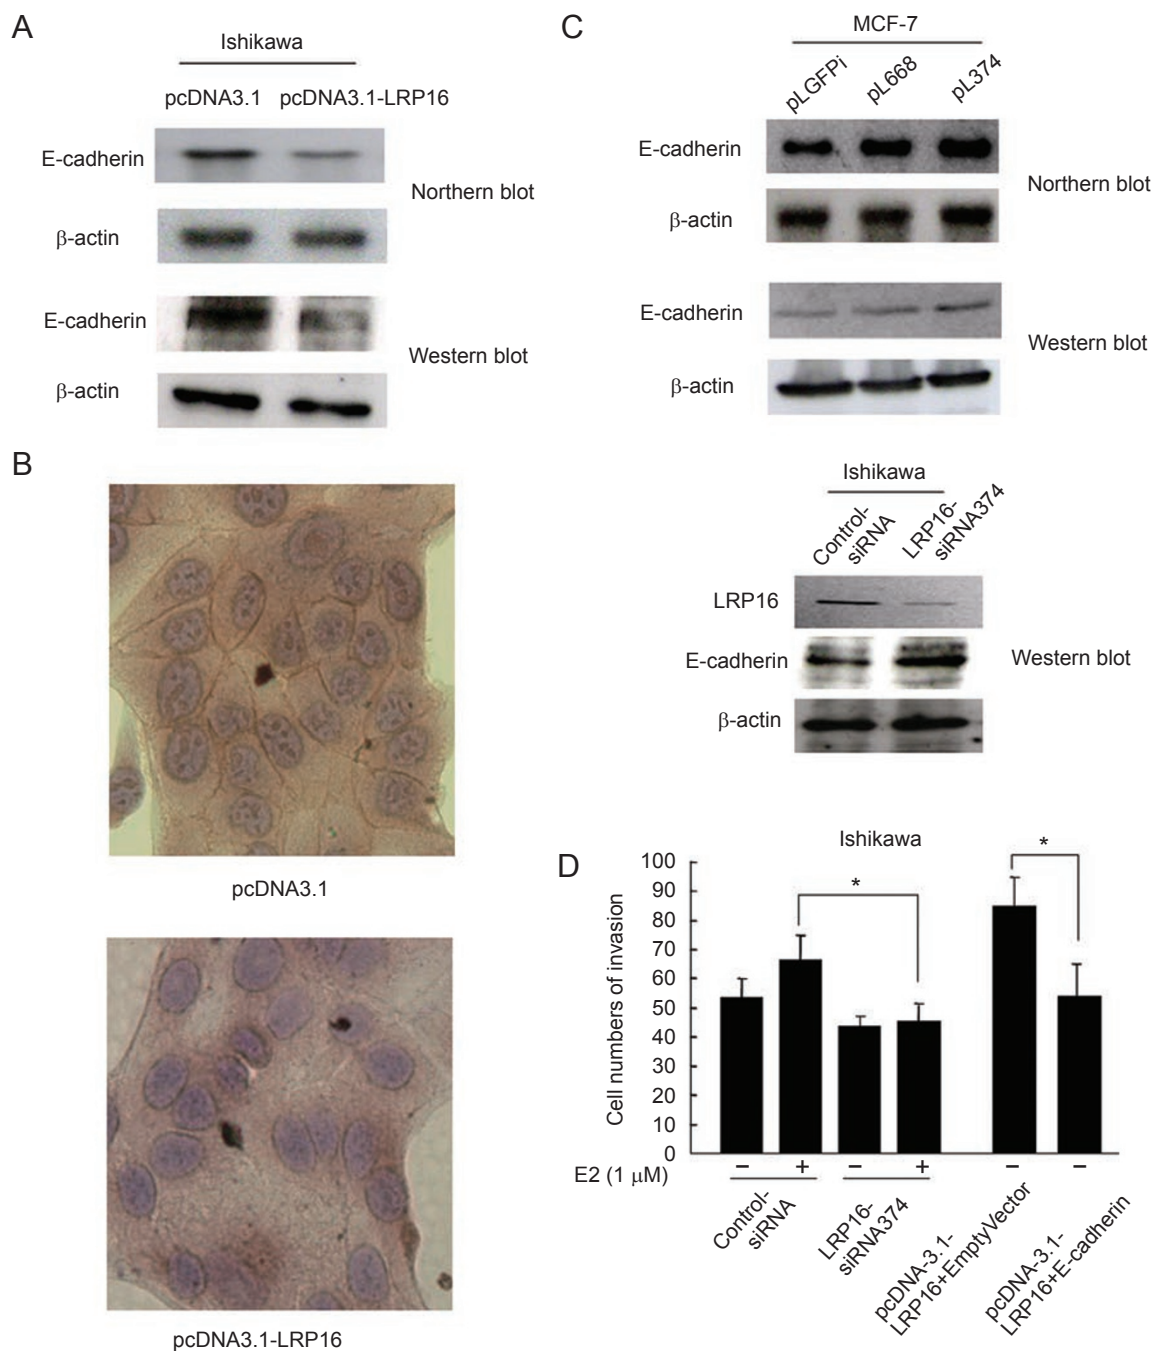 A
Ishikawa
pcDNA3.1 pcDNA3.1-LRP16
E-cadherin
Northern blot
β-actin
E-cadherin
Western blot
β-actin
B
pcDNA3.1
pcDNA3.1-LRP16
C
MCF-7
pLGFPi pL668 pL374
E-cadherin
Northern blot
β-actin
E-cadherin
Western blot
β-actin
Ishikawa
Control-
siRNA
LRP16-
siRNA374
LRP16
E-cadherin
Western blot
β-actin
D
Ishikawa
Cell numbers of invasion
100
90
80
70
60
50
40
30
20
10
0
* *
E2 (1 μM) − + − + − −
Control-
siRNA
LRP16-
siRNA374
pcDNA-3.1-
LRP16+EmptyVector
pcDNA-3.1-
LRP16+E-cadherin